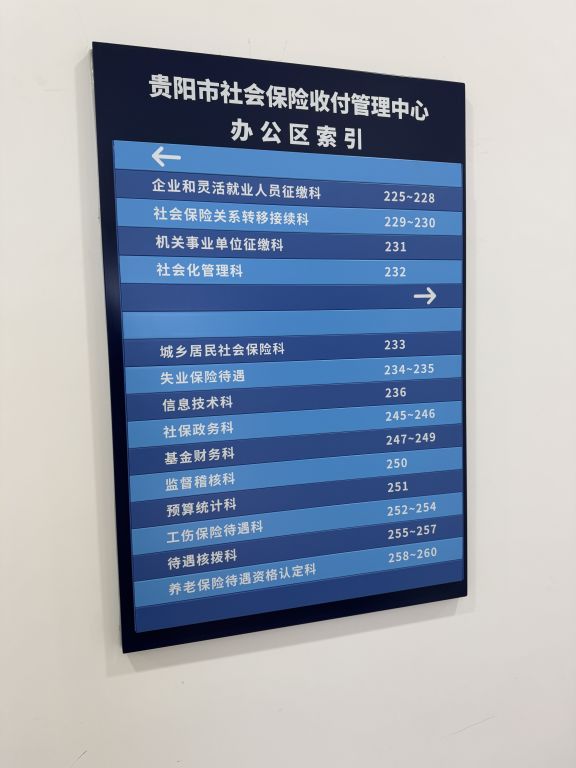 贵阳市社会保险收付管理中心
办公区索引
←
企业和灵活就业人员征缴科 225~228
社会保险关系转移接续科 229~230
机关事业单位征缴科 231
社会化管理科 232
→
城乡居民社会保险科 233
失业保险待遇 234~235
信息技术科 236
社保政务科 245~246
基金财务科 247~249
监督稽核科 250
预算统计科 251
工伤保险待遇科 252~254
待遇核拨科 255~257
养老保险待遇资格认定科 258~260